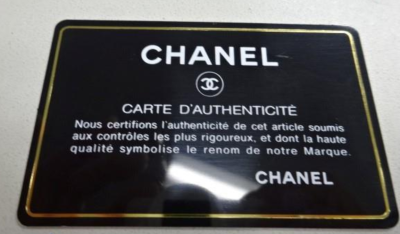 CHANEL
CARTE D'AUTHENTICITÉ
Nous certifions l'authenticité de cet article soumis
aux contrôles les plus rigoureux, et dont la haute
qualité symbolise le renom de notre Marque.
CHANEL